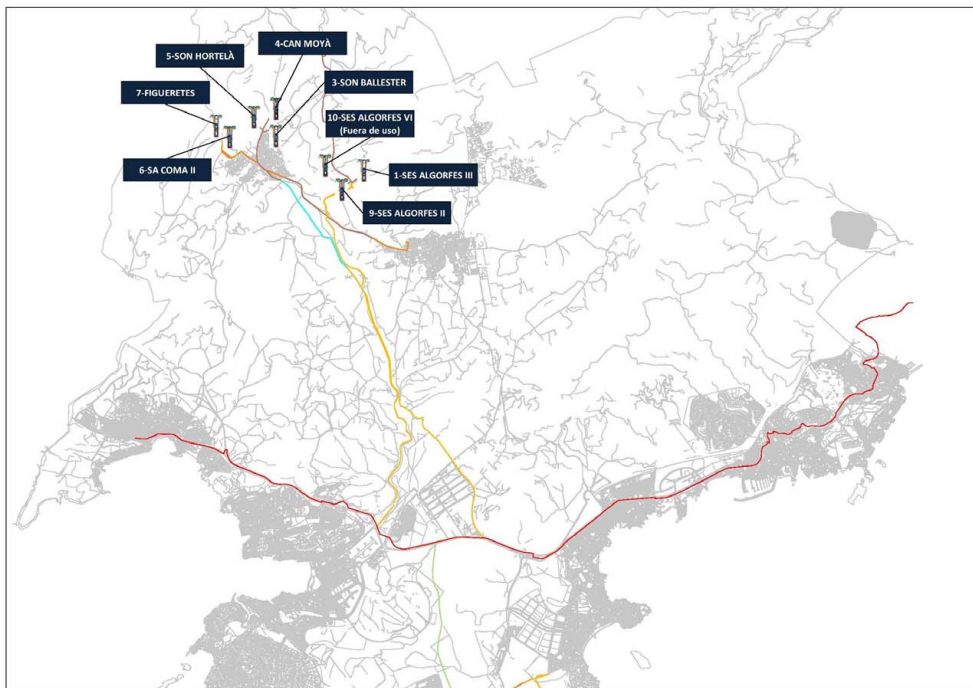 4-CAN MOYÀ
5-SON HORTELÀ
3-SON BALLESTER
7-FIGUERETES
10-SES ALGORFES VI
(Fuera de uso)
6-SA COMA II
1-SES ALGORFES III
9-SES ALGORFES II